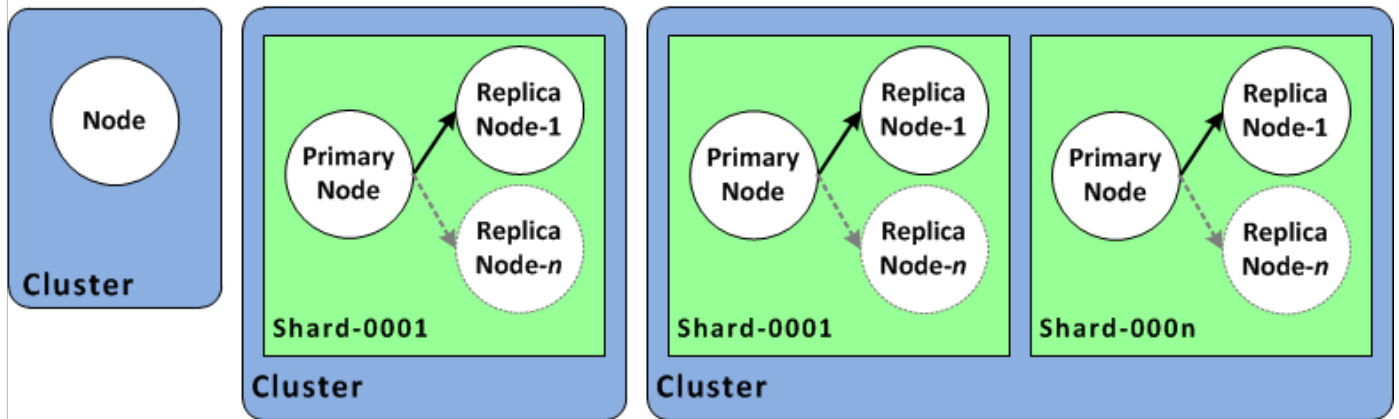 Node
Cluster
Primary
Node
Replica
Node-1
Replica
Node-n
Shard-0001
Cluster
Primary
Node
Replica
Node-1
Replica
Node-n
Shard-0001
Primary
Node
Replica
Node-1
Replica
Node-n
Shard-000n
Cluster